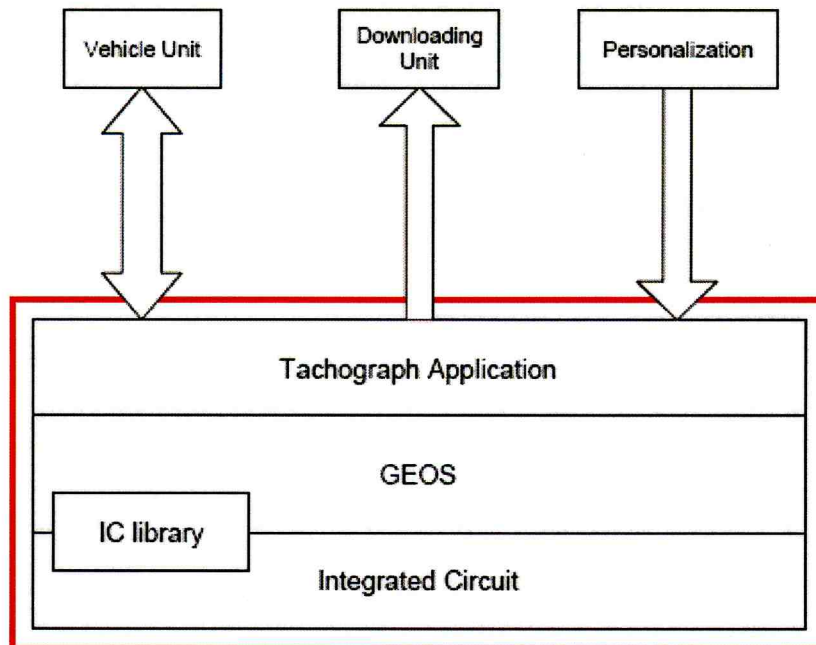 Vehicle Unit
Downloading
Unit
Personalization
Tachograph Application
GEOS
IC library
Integrated Circuit